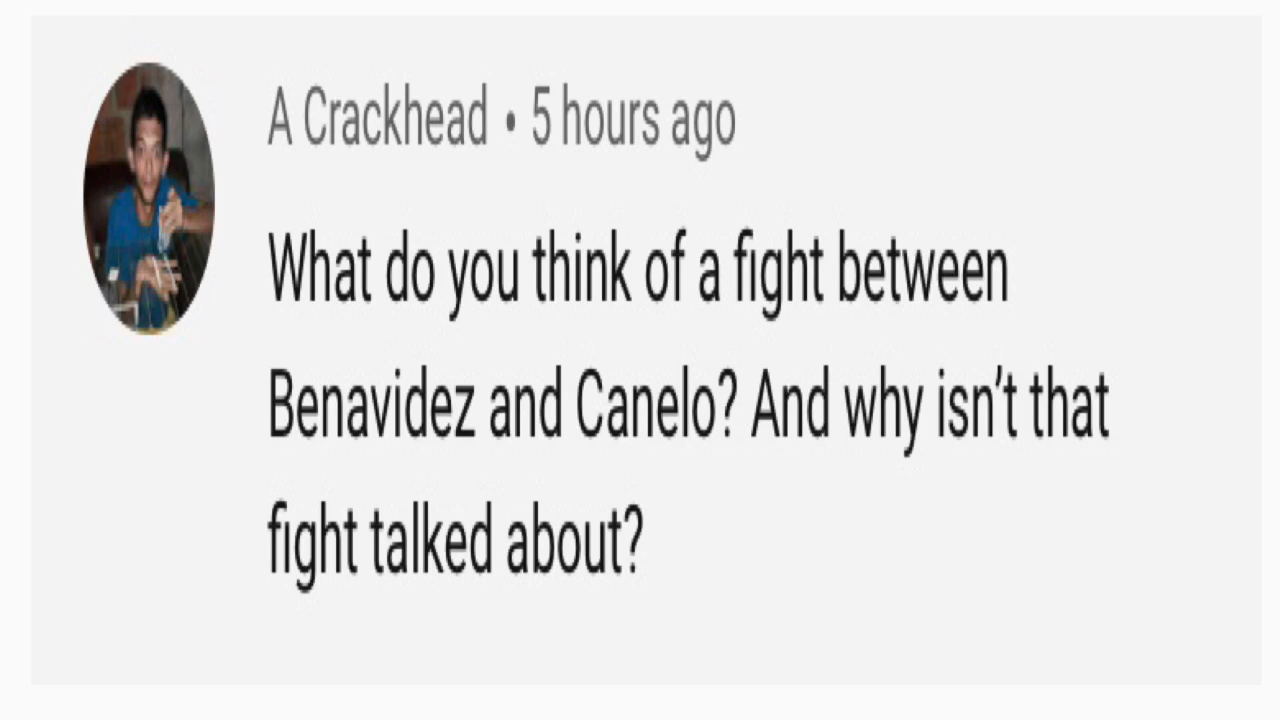 A Crackhead • 5 hours ago
What do you think of a fight between
Benavidez and Canelo? And why isn’t that
fight talked about?